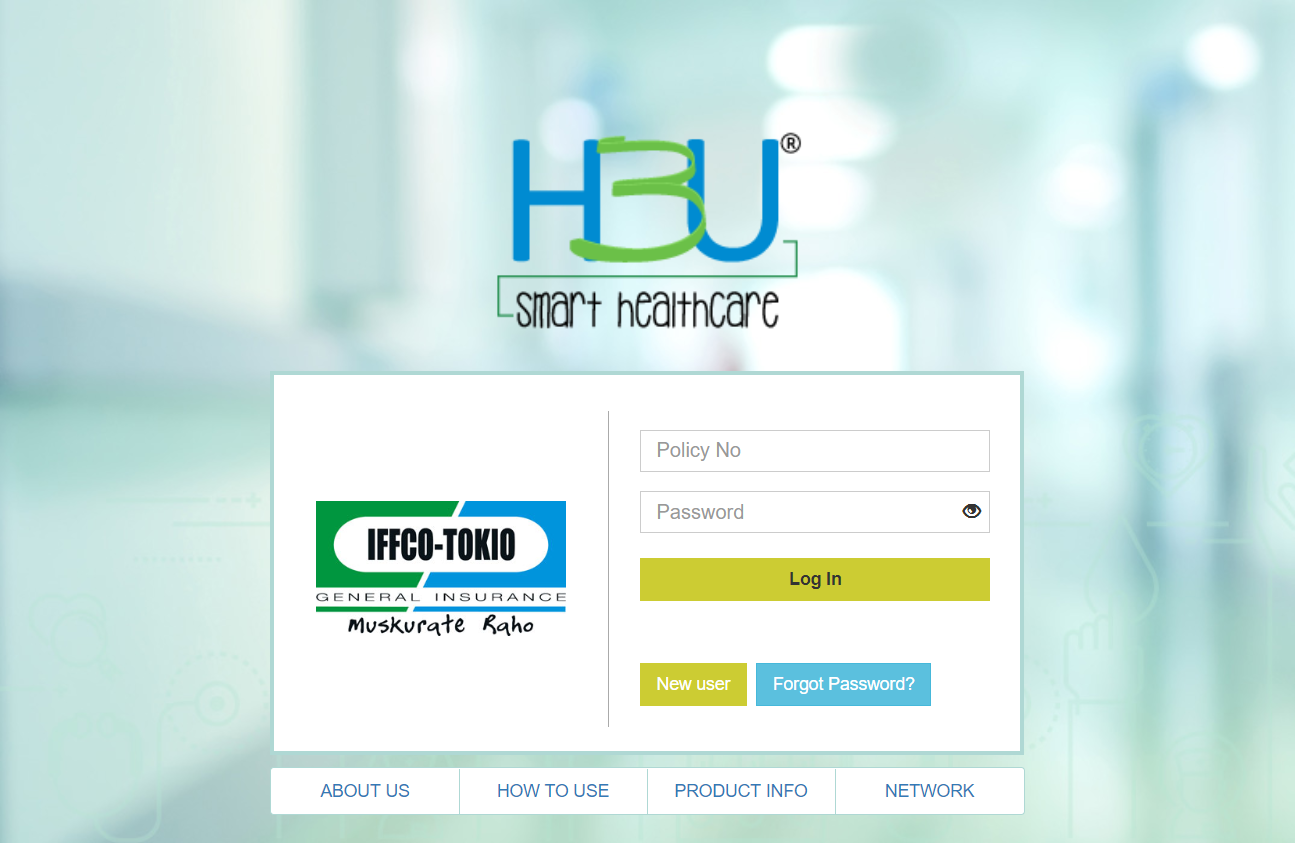 H3U®
smart healthcare
Policy No
Password
Log In
IFFCO-TOKIO
GENERAL INSURANCE
Muskurate Raho
New user
Forgot Password?
ABOUT US
HOW TO USE
PRODUCT INFO
NETWORK